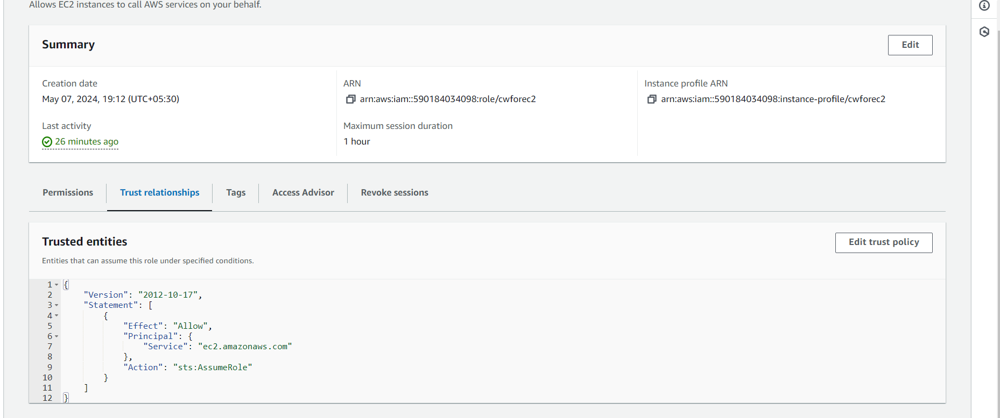 Allows EC2 instances to call AWS services on your behalf.
Summary
Edit
Creation date
May 07, 2024, 19:12 (UTC+05:30)
ARN
arn:aws:iam::590184034098:role/cwforec2
Instance profile ARN
arn:aws:iam::590184034098:instance-profile/cwforec2
Last activity
26 minutes ago
Maximum session duration
1 hour
Permissions
Trust relationships
Tags
Access Advisor
Revoke sessions
Trusted entities
Edit trust policy
Entities that can assume this role under specified conditions.
1 {
2 "Version": "2012-10-17",
3 "Statement": [
4 {
5 "Effect": "Allow",
6 "Principal": {
7 "Service": "ec2.amazonaws.com"
8 },
9 "Action": "sts:AssumeRole"
10 }
11 ]
12 }